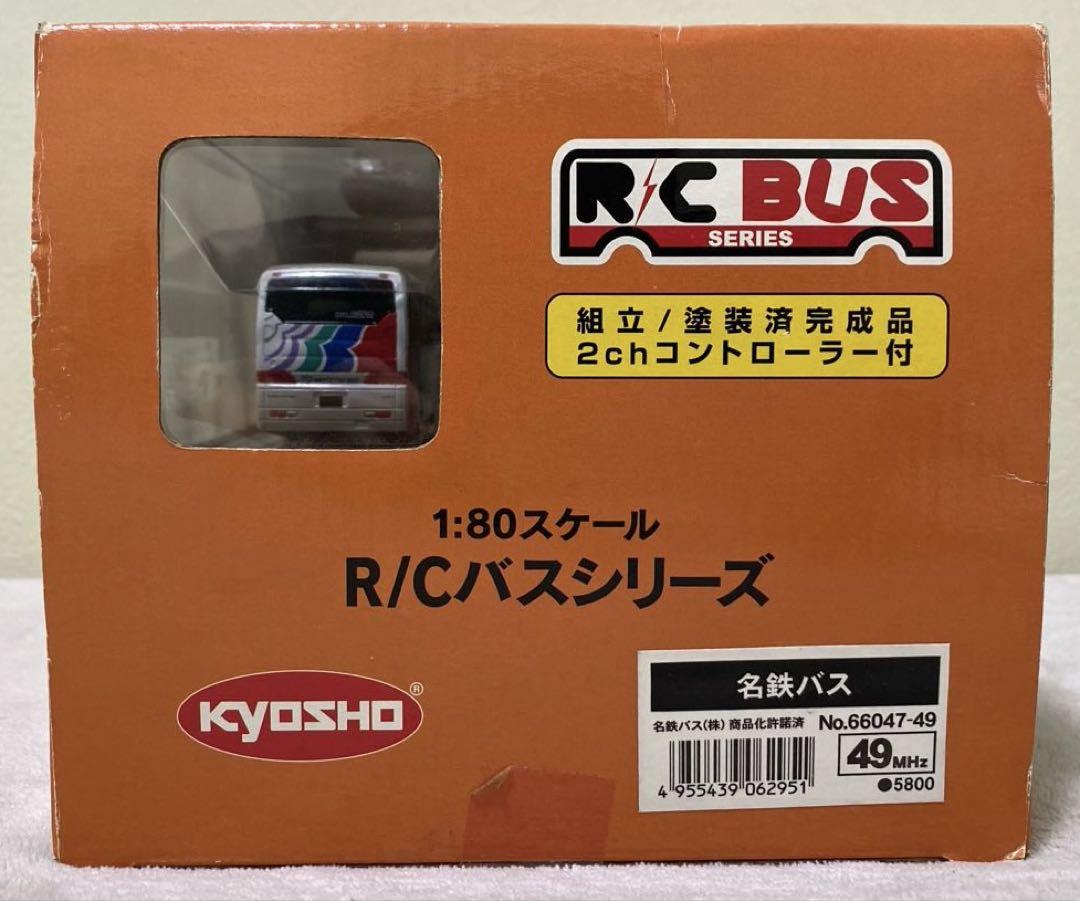 R/C BUS
SERIES
組立/塗装済完成品
2chコントローラー付
1:80スケール
R/Cバスシリーズ
KYOSHO®
名鉄バス
名鉄バス(株) 商品化許諾済 No.66047-49
49MHz
4 955439 062951
●5800